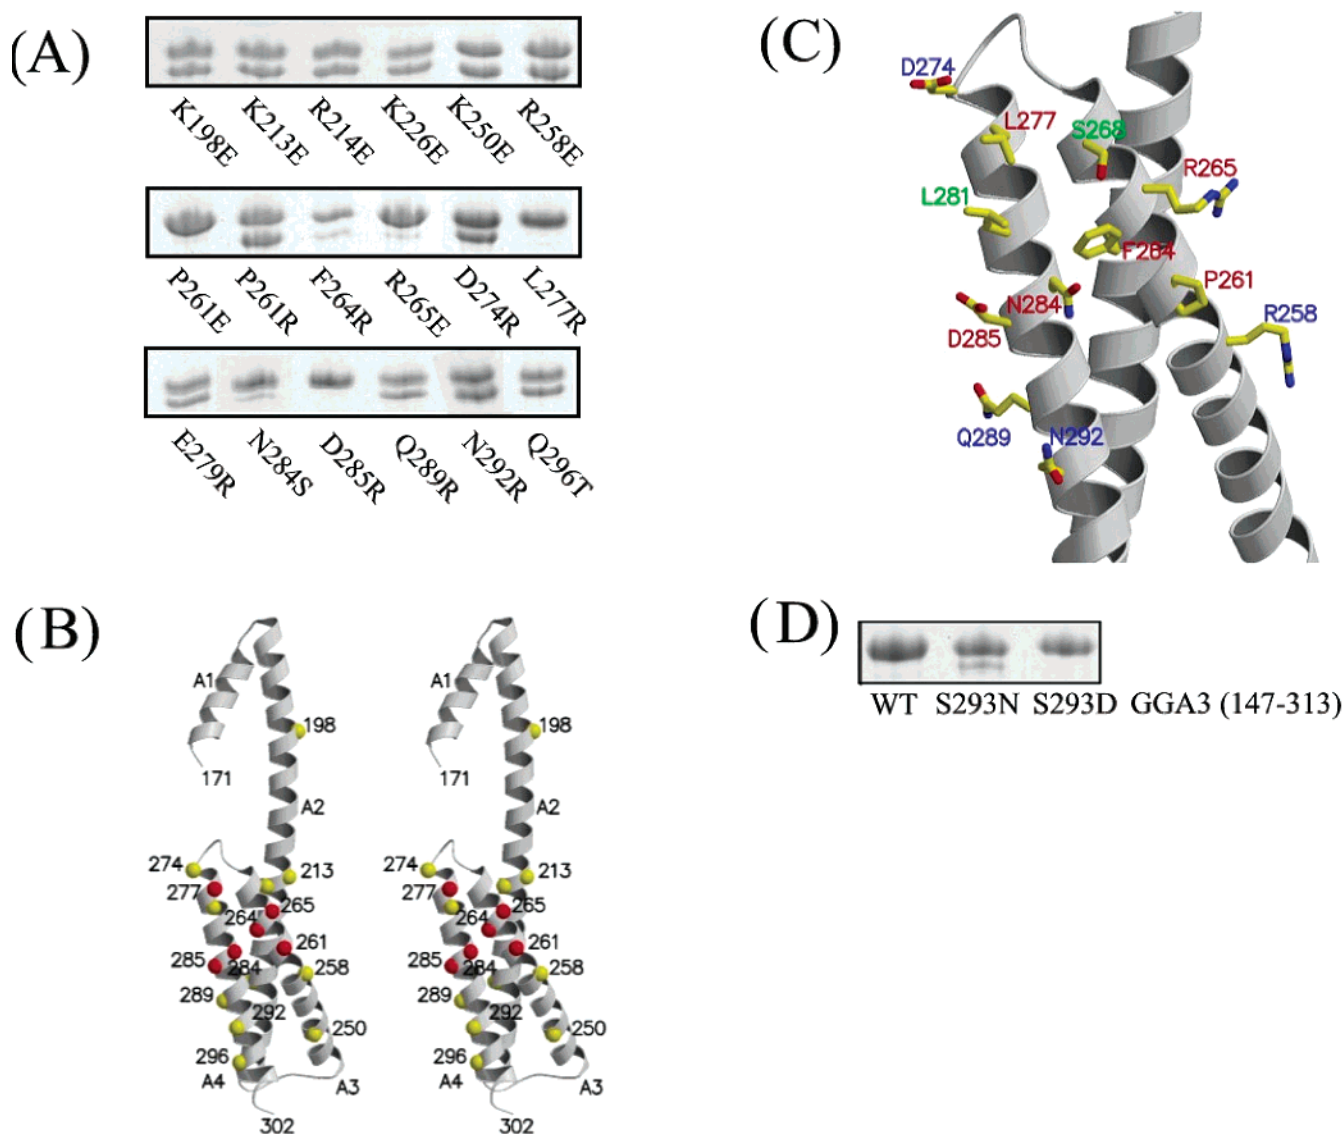 (A)
K198E K213E R214E K226E K250E R258E
P261E P261R F264R R265E D274R L277R
E279R N284S D285R Q289R N292R Q296T
(B)
A1
198
171
A2
274
213
277
265
264
261
285
284
258
289
292
250
296
A4
A3
302
A1
198
171
A2
274
213
277
265
264
261
285
284
258
289
292
250
296
A4
A3
302
(C)
D274
L277
S268
R265
L281
F264
P261
N284
R258
D285
Q289
N292
(D)
WT S293N S293D GGA3 (147-313)